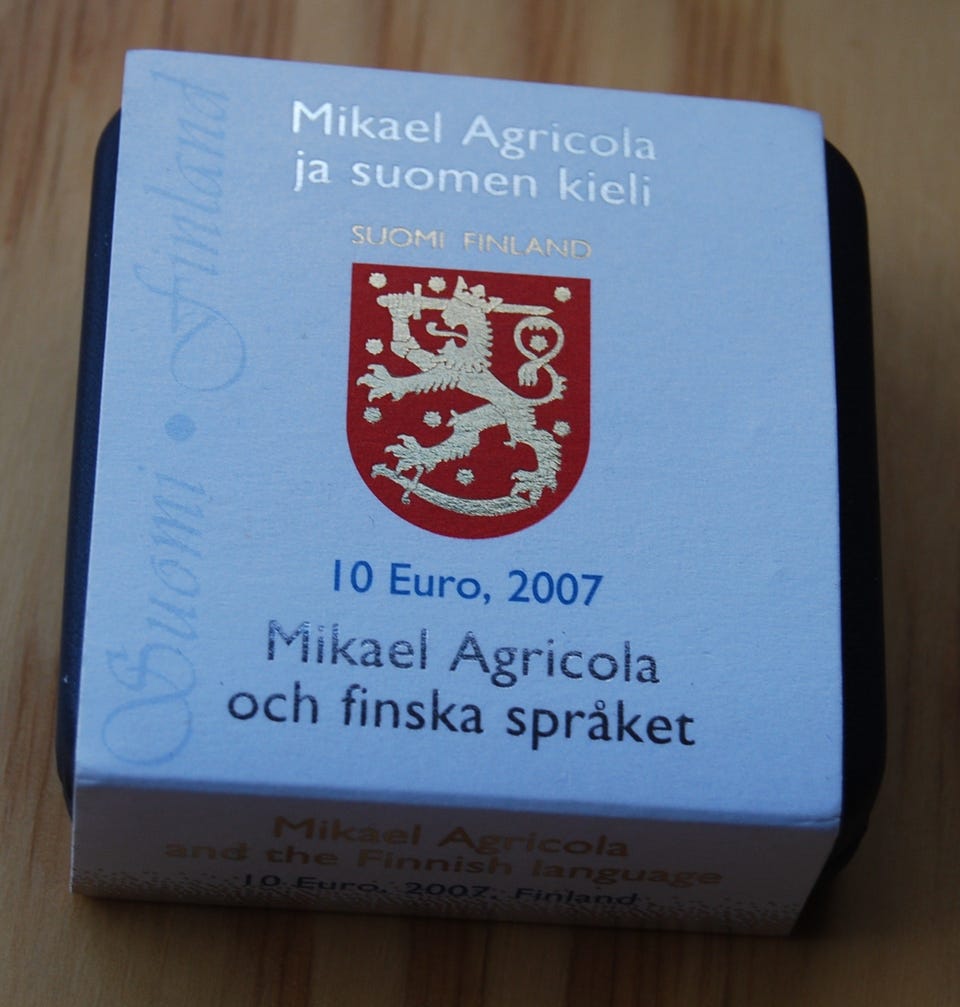 Mikael Agricola
ja suomen kieli
SUOMI FINLAND
10 Euro, 2007
Mikael Agricola
och finska språket
Suomi • Finland
Mikael Agricola
and the Finnish language
10 Euro, 2007, Finland